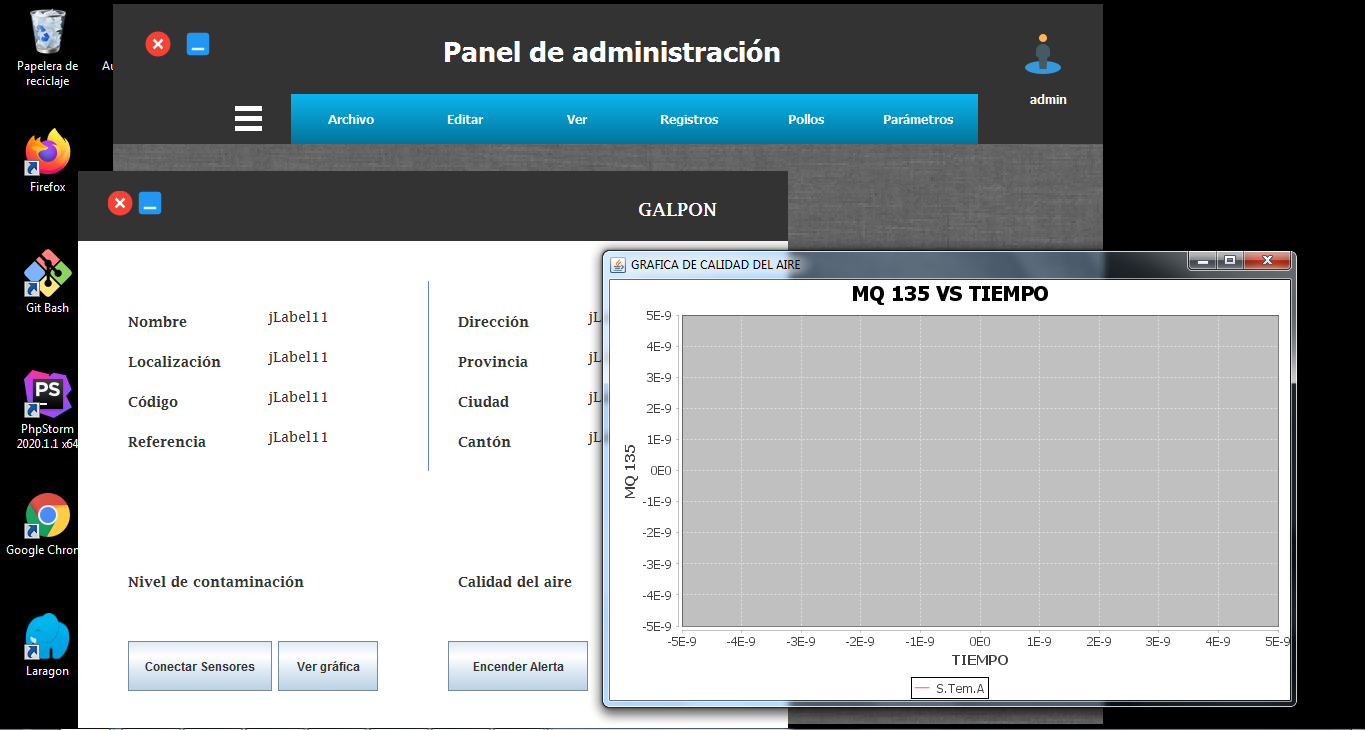 Papelera de
reciclaje
Au
Firefox
Git Bash
PS
PhpStorm
2020.1.1 x64
Google Chron
Laragon
Panel de administración
admin
Archivo
Editar
Ver
Registros
Pollos
Parámetros
GALPON
Nombre
jLabel11
Localización
jLabel11
Código
jLabel11
Referencia
jLabel11
Dirección
jL
Provincia
jL
Ciudad
jL
Cantón
jL
Nivel de contaminación
Calidad del aire
Conectar Sensores
Ver gráfica
Encender Alerta
GRAFICA DE CALIDAD DEL AIRE
MQ 135 VS TIEMPO
5E-9
4E-9
3E-9
2E-9
1E-9
0E0
-1E-9
-2E-9
-3E-9
-4E-9
-5E-9
MQ 135
-5E-9 -4E-9 -3E-9 -2E-9 -1E-9 0E0 1E-9 2E-9 3E-9 4E-9 5E-9
TIEMPO
S.Tem.A